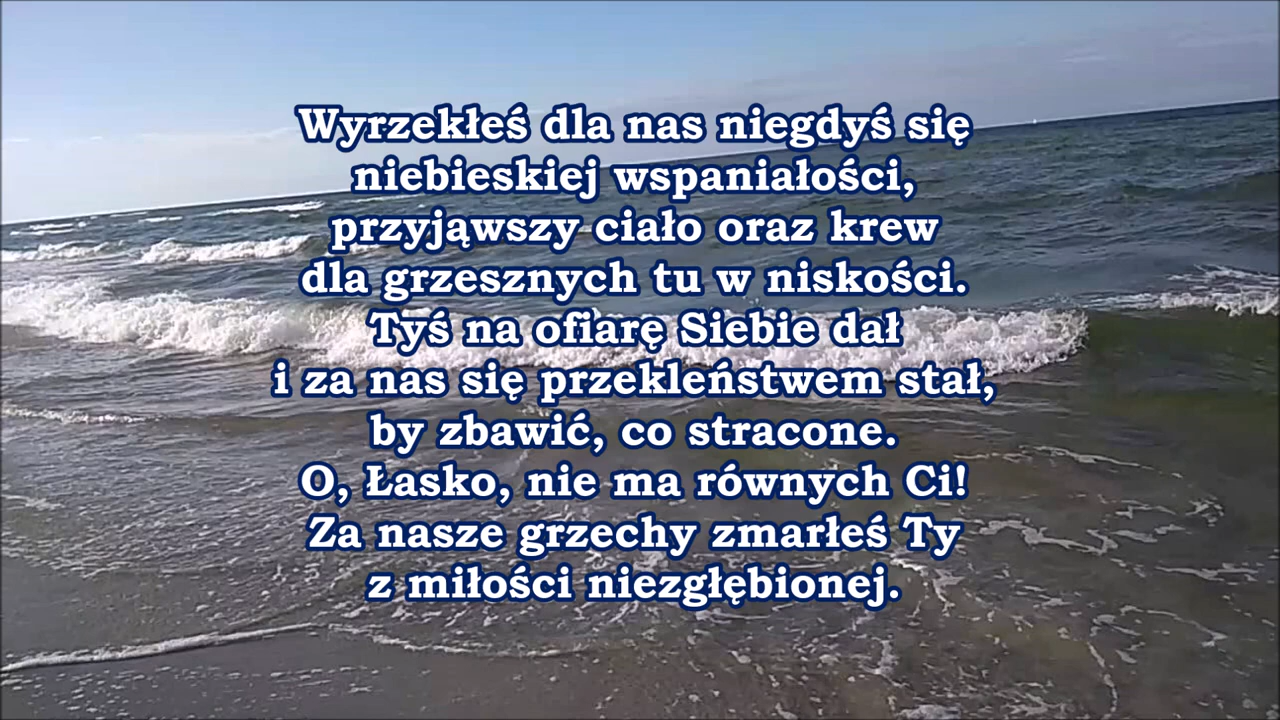 Wyrzekłeś dla nas niegdyś się
niebieskiej wspaniałości,
przyjąwszy ciało oraz krew
dla grzesznych tu w niskości.
Tyś na ofiarę Siebie dał
i za nas się przekleństwem stał,
by zbawić, co stracone.
O, Łasko, nie ma równych Ci!
Za nasze grzechy zmarłeś Ty
z miłości niezgłębionej.